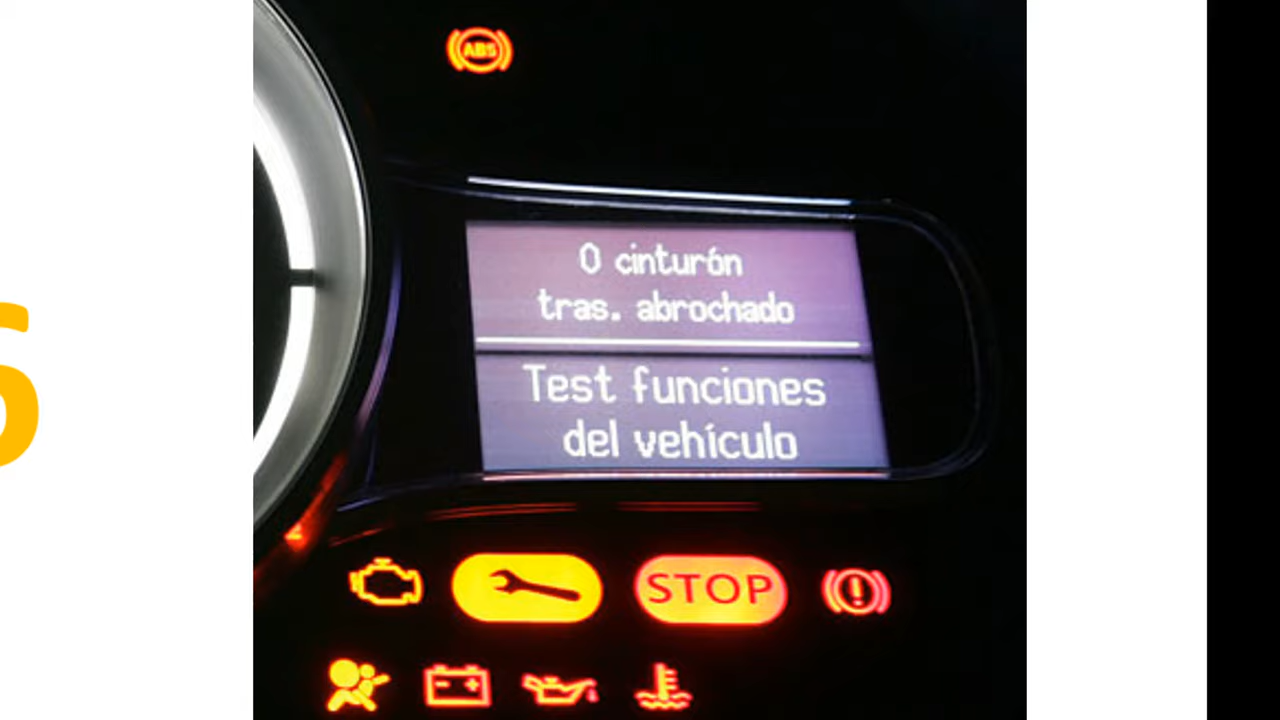 ABS
0 cinturón
tras. abrochado
Test funciones
del vehículo
STOP